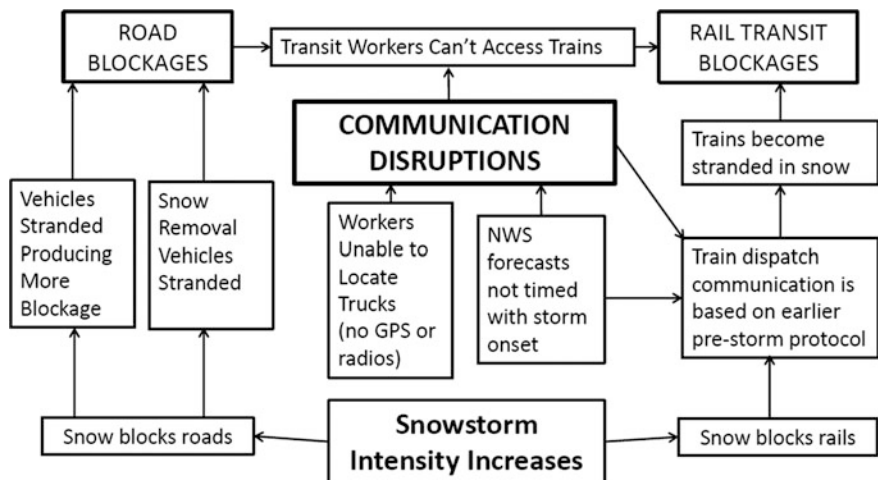 ROAD
BLOCKAGES
Transit Workers Can't Access Trains
RAIL TRANSIT
BLOCKAGES
COMMUNICATION
DISRUPTIONS
Trains become
stranded in snow
Vehicles
Stranded
Producing
More
Blockage
Snow
Removal
Vehicles
Stranded
Workers
Unable to
Locate
Trucks
(no GPS or
radios)
NWS
forecasts
not timed
with storm
onset
Train dispatch
communication is
based on earlier
pre-storm protocol
Snow blocks roads
Snowstorm
Intensity Increases
Snow blocks rails